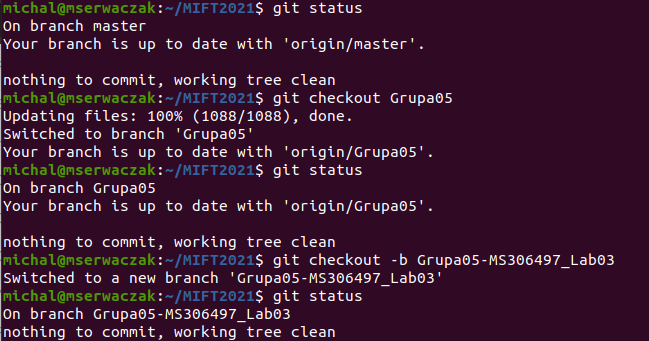 michal@mserwaczak:~/MIFT2021$ git status
On branch master
Your branch is up to date with 'origin/master'.
nothing to commit, working tree clean
michal@mserwaczak:~/MIFT2021$ git checkout Grupa05
Updating files: 100% (1088/1088), done.
Switched to branch 'Grupa05'
Your branch is up to date with 'origin/Grupa05'.
michal@mserwaczak:~/MIFT2021$ git status
On branch Grupa05
Your branch is up to date with 'origin/Grupa05'.
nothing to commit, working tree clean
michal@mserwaczak:~/MIFT2021$ git checkout -b Grupa05-MS306497_Lab03
Switched to a new branch 'Grupa05-MS306497_Lab03'
michal@mserwaczak:~/MIFT2021$ git status
On branch Grupa05-MS306497_Lab03
nothing to commit, working tree clean